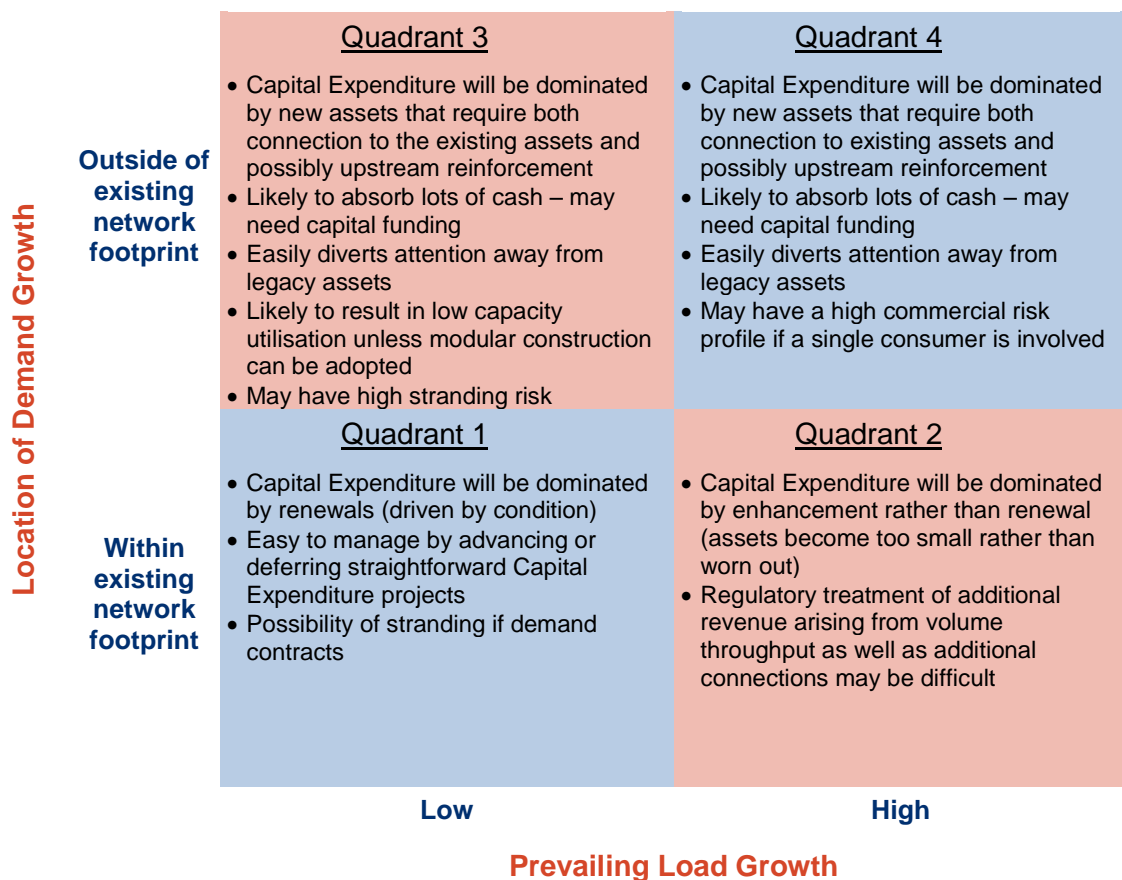 Location of Demand Growth
Outside of
existing
network
footprint
Quadrant 3
• Capital Expenditure will be dominated
by new assets that require both
connection to the existing assets and
possibly upstream reinforcement
• Likely to absorb lots of cash – may
need capital funding
• Easily diverts attention away from
legacy assets
• Likely to result in low capacity
utilisation unless modular construction
can be adopted
• May have high stranding risk
Quadrant 4
• Capital Expenditure will be dominated
by new assets that require both
connection to existing assets and
possibly upstream reinforcement
• Likely to absorb lots of cash – may
need capital funding
• Easily diverts attention away from
legacy assets
• May have a high commercial risk
profile if a single consumer is involved
Within
existing
network
footprint
Quadrant 1
• Capital Expenditure will be dominated
by renewals (driven by condition)
• Easy to manage by advancing or
deferring straightforward Capital
Expenditure projects
• Possibility of stranding if demand
contracts
Quadrant 2
• Capital Expenditure will be dominated
by enhancement rather than renewal
(assets become too small rather than
worn out)
• Regulatory treatment of additional
revenue arising from volume
throughput as well as additional
connections may be difficult
Low
High
Prevailing Load Growth